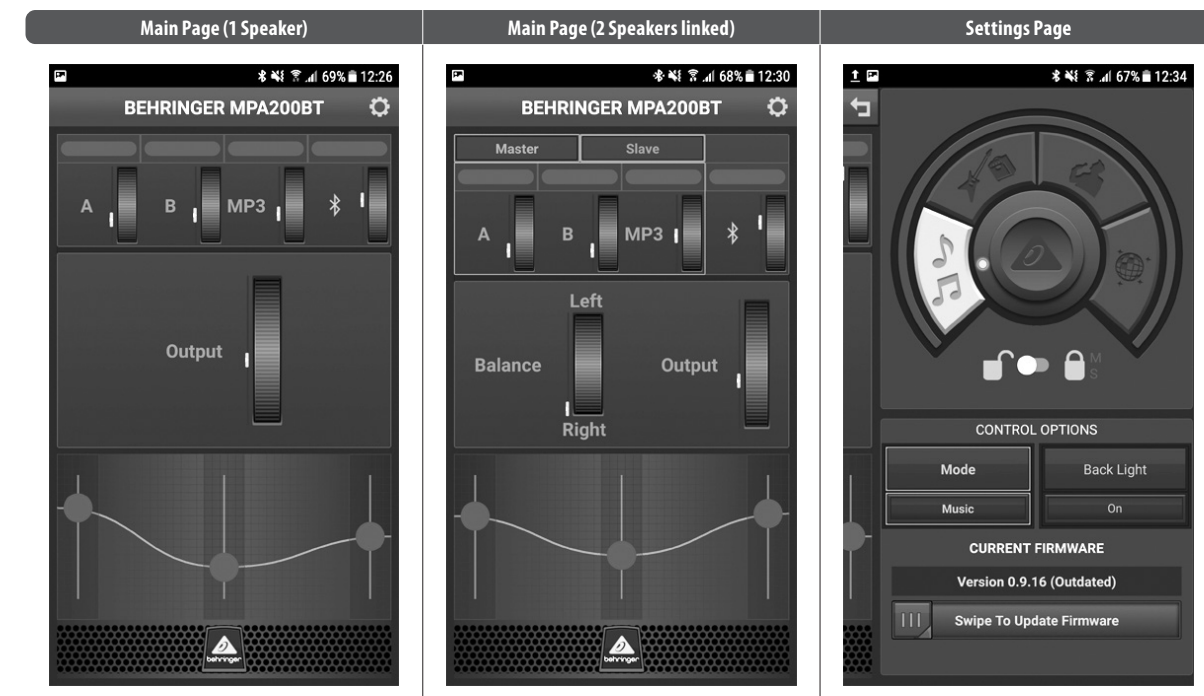 Main Page (1 Speaker)
Main Page (2 Speakers linked)
Settings Page
69% 12:26
BEHRINGER MPA200BT
A B MP3
Output
behringer
68% 12:30
BEHRINGER MPA200BT
Master Slave
A B MP3
Left
Balance Output
Right
behringer
67% 12:34
M
S
CONTROL OPTIONS
Mode Back Light
Music On
CURRENT FIRMWARE
Version 0.9.16 (Outdated)
Swipe To Update Firmware